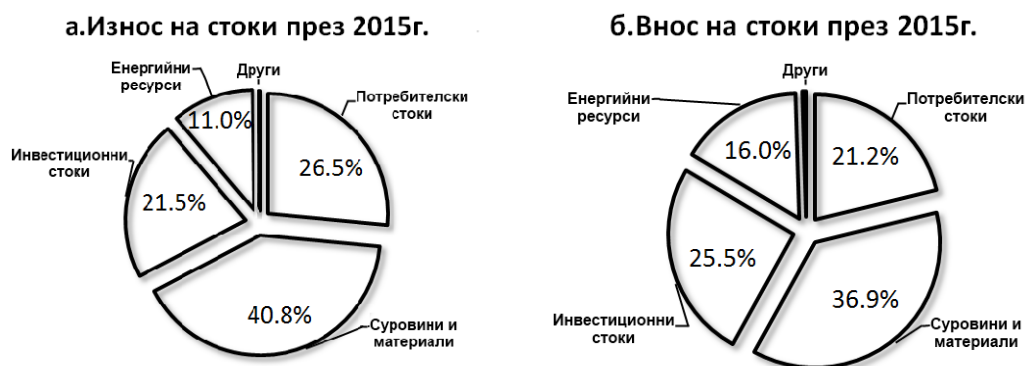 а.Износ на стоки през 2015г.
Енергийни
ресурси
Други
Потребителски
стоки
11.0%
26.5%
Инвестиционни
стоки
21.5%
40.8%
Суровини и
материали
б.Внос на стоки през 2015г.
Енергийни
ресурси
Други
Потребителски
стоки
16.0%
21.2%
25.5%
36.9%
Инвестиционни
стоки
Суровини и
материали